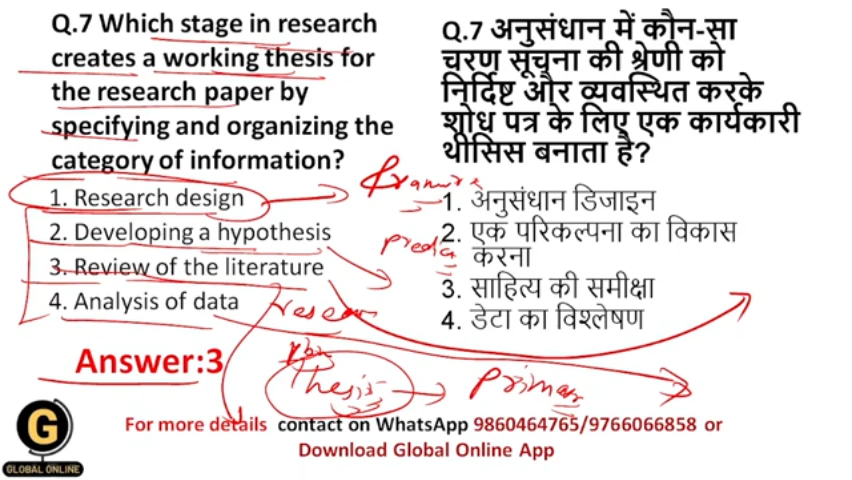 Q.7 Which stage in research
creates a working thesis for
the research paper by
specifying and organizing the
category of information?
1. Research design
2. Developing a hypothesis
3. Review of the literature
4. Analysis of data
Answer:3
Q.7 अनुसंधान में कौन-सा
चरण सूचना की श्रेणी को
निर्दिष्ट और व्यवस्थित करके
शोध पत्र के लिए एक कार्यकारी
थीसिस बनाता है?
1. अनुसंधान डिजाइन
2. एक परिकल्पना का विकास
करना
3. साहित्य की समीक्षा
4. डेटा का विश्लेषण
Thesis
For more details contact on WhatsApp 9860464765/9766066858 or
Download Global Online App
G
GLOBAL ONLINE